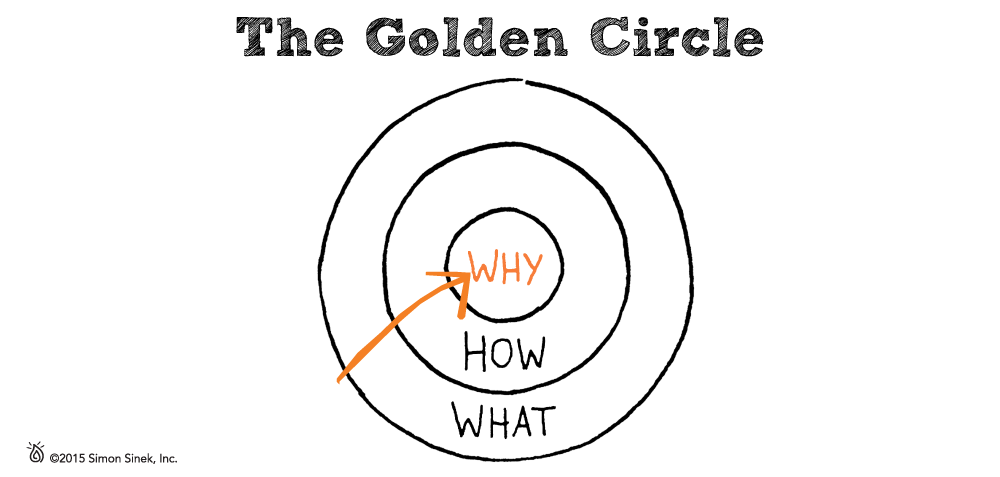 The Golden Circle
WHY
HOW
WHAT
©2015 Simon Sinek, Inc.